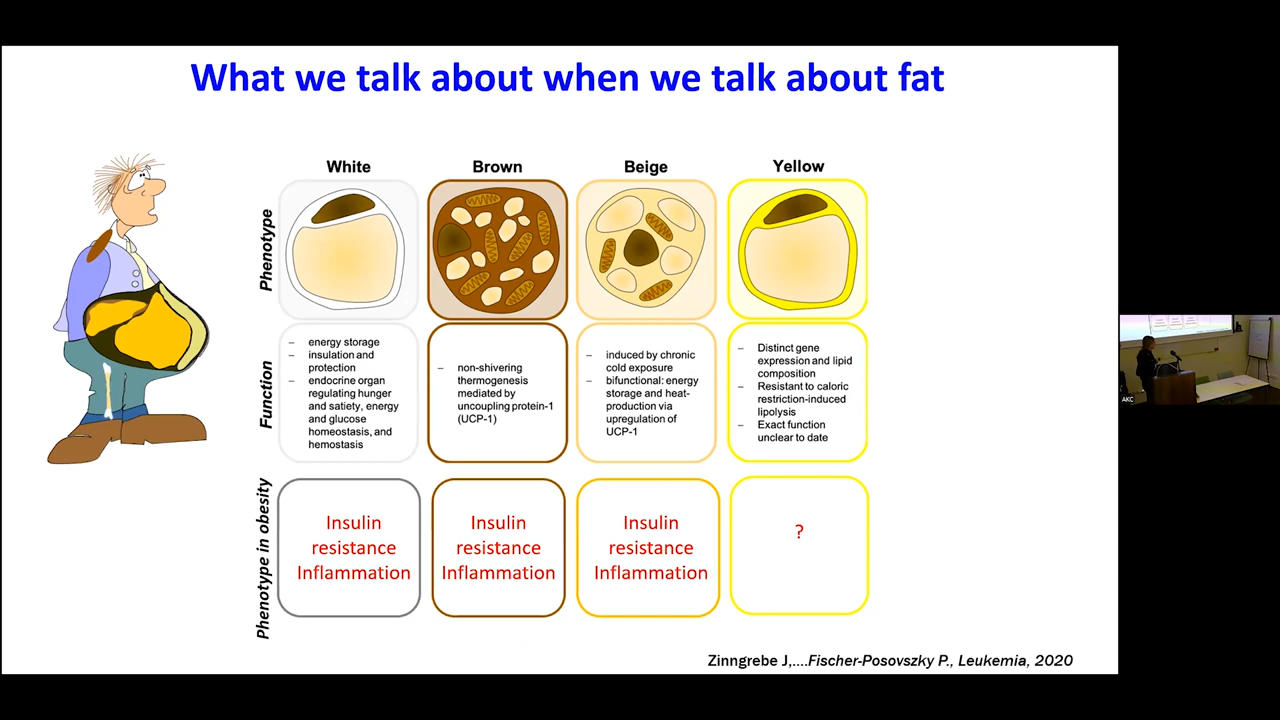 What we talk about when we talk about fat
White
Brown
Beige
Yellow
Phenotype
Function
– energy storage
– insulation and
protection
– endocrine organ
regulating hunger
and satiety, energy
and glucose
homeostasis, and
hemostasis
– non-shivering
thermogenesis
mediated by
uncoupling protein-1
(UCP-1)
– induced by chronic
cold exposure
– bifunctional: energy
storage and heat-
production via
upregulation of
UCP-1
– Distinct gene
expression and lipid
composition
– Resistant to caloric
restriction-induced
lipolysis
– Exact function
unclear to date
Phenotype in obesity
Insulin
resistance
Inflammation
Insulin
resistance
Inflammation
Insulin
resistance
Inflammation
?
Zinngrebe J,....Fischer-Posovszky P., Leukemia, 2020
AKC